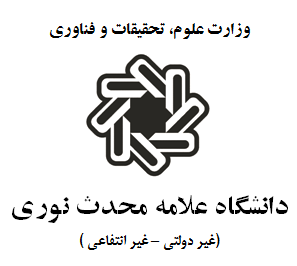 وزارت علوم، تحقیقات و فناوری
دانشگاه علامه محدث نوری
(غیر دولتی – غیر انتفاعی )